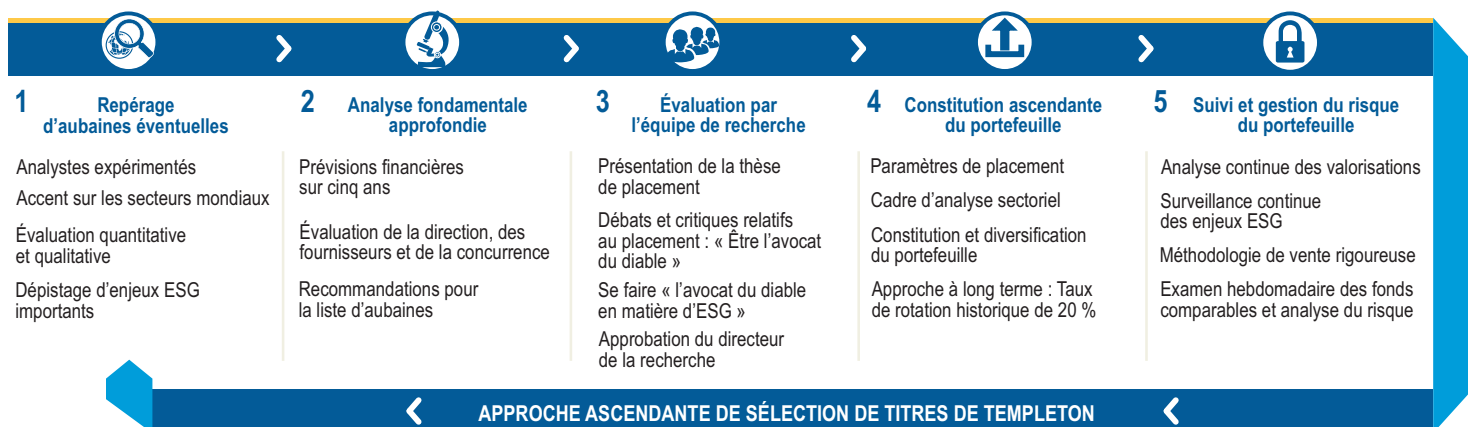 1 Repérage
d'aubaines éventuelles
Analystes expérimentés
Accent sur les secteurs mondiaux
Évaluation quantitative
et qualitative
Dépistage d'enjeux ESG
importants
2 Analyse fondamentale
approfondie
Prévisions financières
sur cinq ans
Évaluation de la direction, des
fournisseurs et de la concurrence
Recommandations pour
la liste d'aubaines
3 Évaluation par
l'équipe de recherche
Présentation de la thèse
de placement
Débats et critiques relatifs
au placement : « Être l'avocat
du diable »
Se faire « l'avocat du diable
en matière d'ESG »
Approbation du directeur
de la recherche
4 Constitution ascendante
du portefeuille
Paramètres de placement
Cadre d'analyse sectoriel
Constitution et diversification
du portefeuille
Approche à long terme : Taux
de rotation historique de 20 %
5 Suivi et gestion du risque
du portefeuille
Analyse continue des valorisations
Surveillance continue
des enjeux ESG
Méthodologie de vente rigoureuse
Examen hebdomadaire des fonds
comparables et analyse du risque
APPROCHE ASCENDANTE DE SÉLECTION DE TITRES DE TEMPLETON